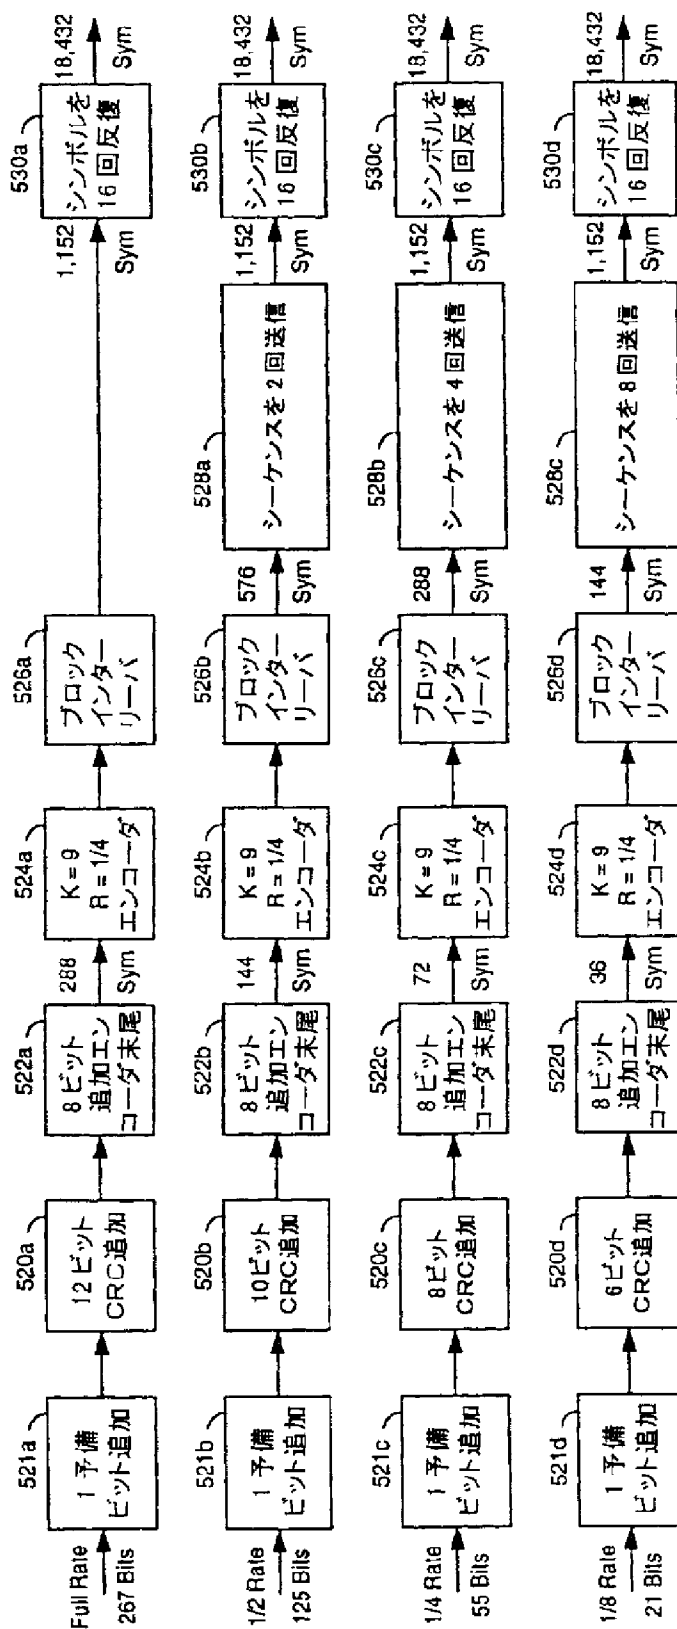 Full Rate
267 Bits
521a
1 予備
ビット追加
520a
12ビット
CRC追加
522a
8ビット
追加エン
コーダ末尾
288
Sym
524a
K = 9
R = 1/4
エンコーダ
526a
ブロック
インター
リーバ
1,152
Sym
530a
シンボルを
16 回反復
18,432
Sym
1/2 Rate
125 Bits
521b
1 予備
ビット追加
520b
10ビット
CRC追加
522b
8ビット
追加エン
コーダ末尾
144
Sym
524b
K = 9
R = 1/4
エンコーダ
526b
ブロック
インター
リーバ
576
Sym
528a
シーケンスを 2 回送信
1,152
Sym
530b
シンボルを
16 回反復
18,432
Sym
1/4 Rate
55 Bits
521c
1 予備
ビット追加
520c
8ビット
CRC追加
522c
8ビット
追加エン
コーダ末尾
72
Sym
524c
K = 9
R = 1/4
エンコーダ
526c
ブロック
インター
リーバ
288
Sym
528b
シーケンスを 4 回送信
1,152
Sym
530c
シンボルを
16 回反復
18,432
Sym
1/8 Rate
21 Bits
521d
1 予備
ビット追加
520d
6ビット
CRC追加
522d
8ビット
追加エン
コーダ末尾
36
Sym
524d
K = 9
R = 1/4
エンコーダ
526d
ブロック
インター
リーバ
144
Sym
528c
シーケンスを 8 回送信
1,152
Sym
530d
シンボルを
16 回反復
18,432
Sym